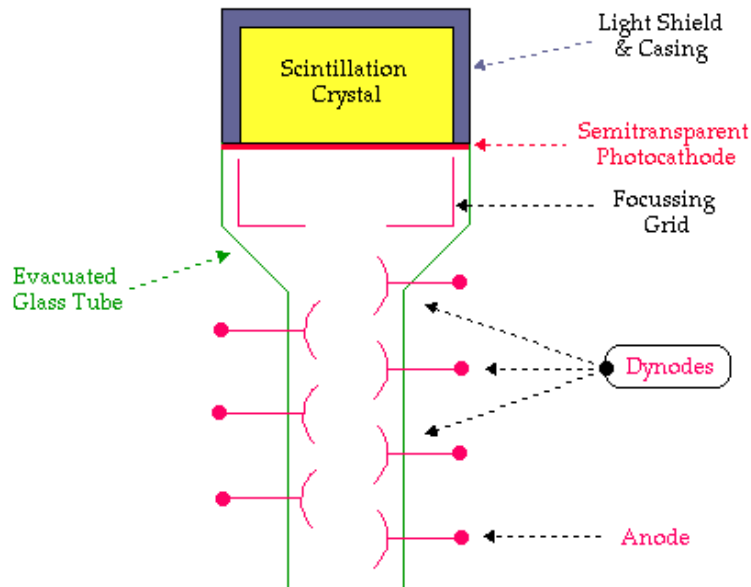 Light Shield
& Casing
Scintillation
Crystal
Semitransparent
Photocathode
Focussing
Grid
Evacuated
Glass Tube
Dynodes
Anode